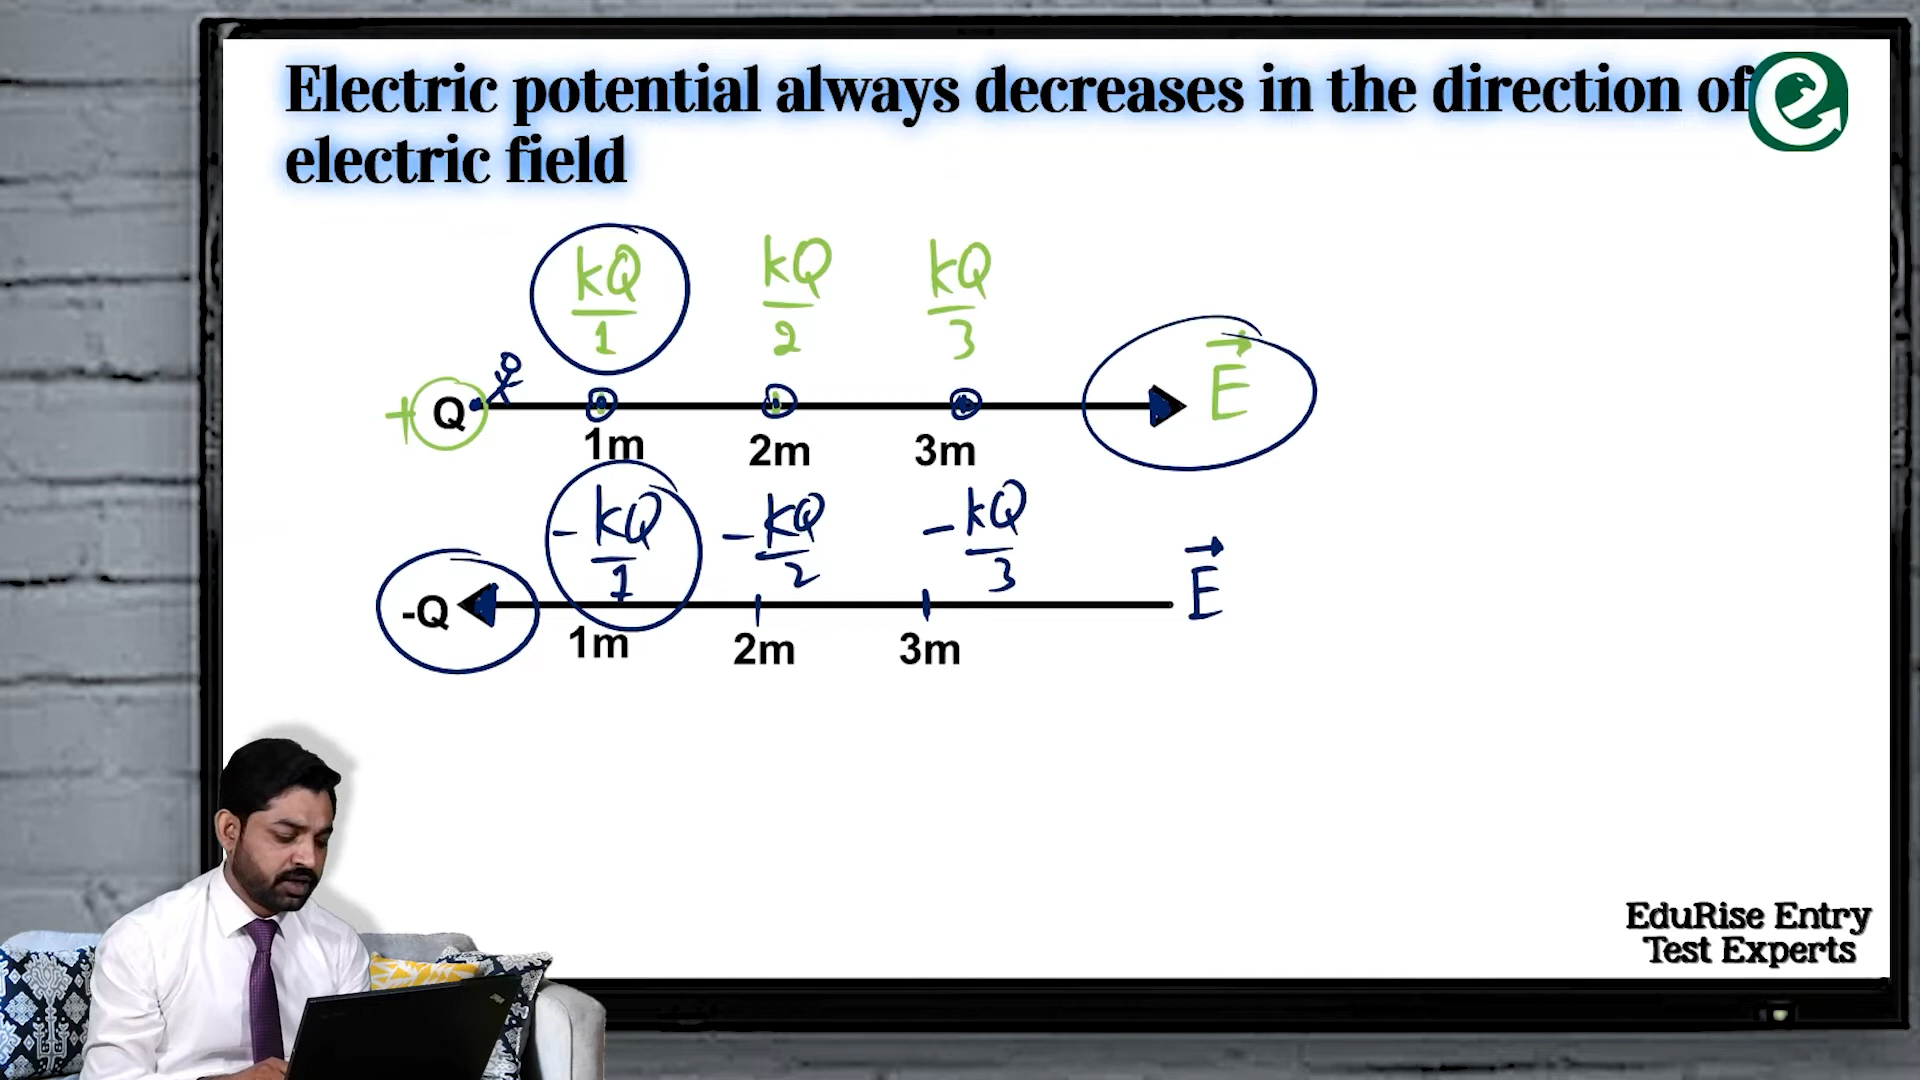 Electric potential always decreases in the direction of
electric field
kQ/1 kQ/2 kQ/3
+ Q E
1m 2m 3m
-kQ/1 -kQ/2 -kQ/3
-Q E
1m 2m 3m
EduRise Entry
Test Experts